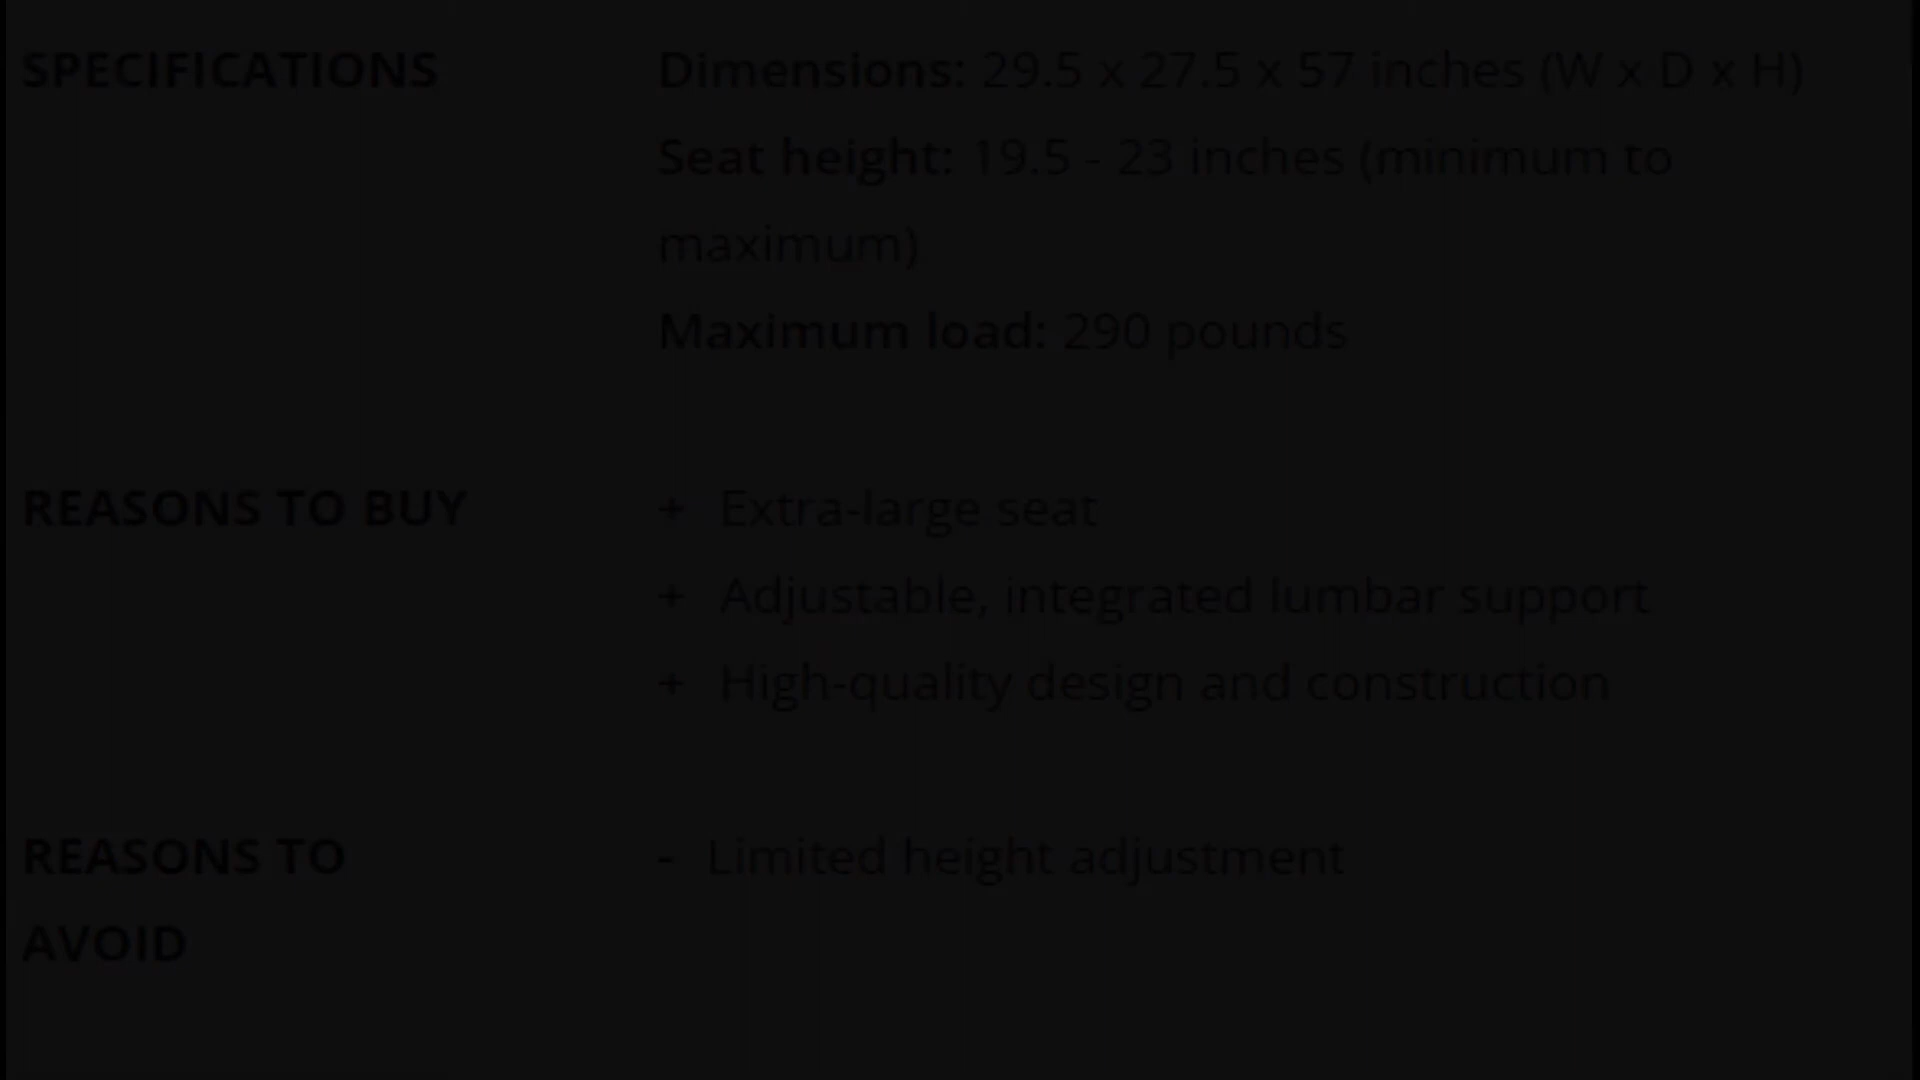 SPECIFICATIONS
Dimensions: 29.5 x 27.5 x 57 inches (W x D x H)
Seat height: 19.5 - 23 inches (minimum to
maximum)
Maximum load: 290 pounds
REASONS TO BUY
+ Extra-large seat
+ Adjustable, integrated lumbar support
+ High-quality design and construction
REASONS TO
AVOID
- Limited height adjustment